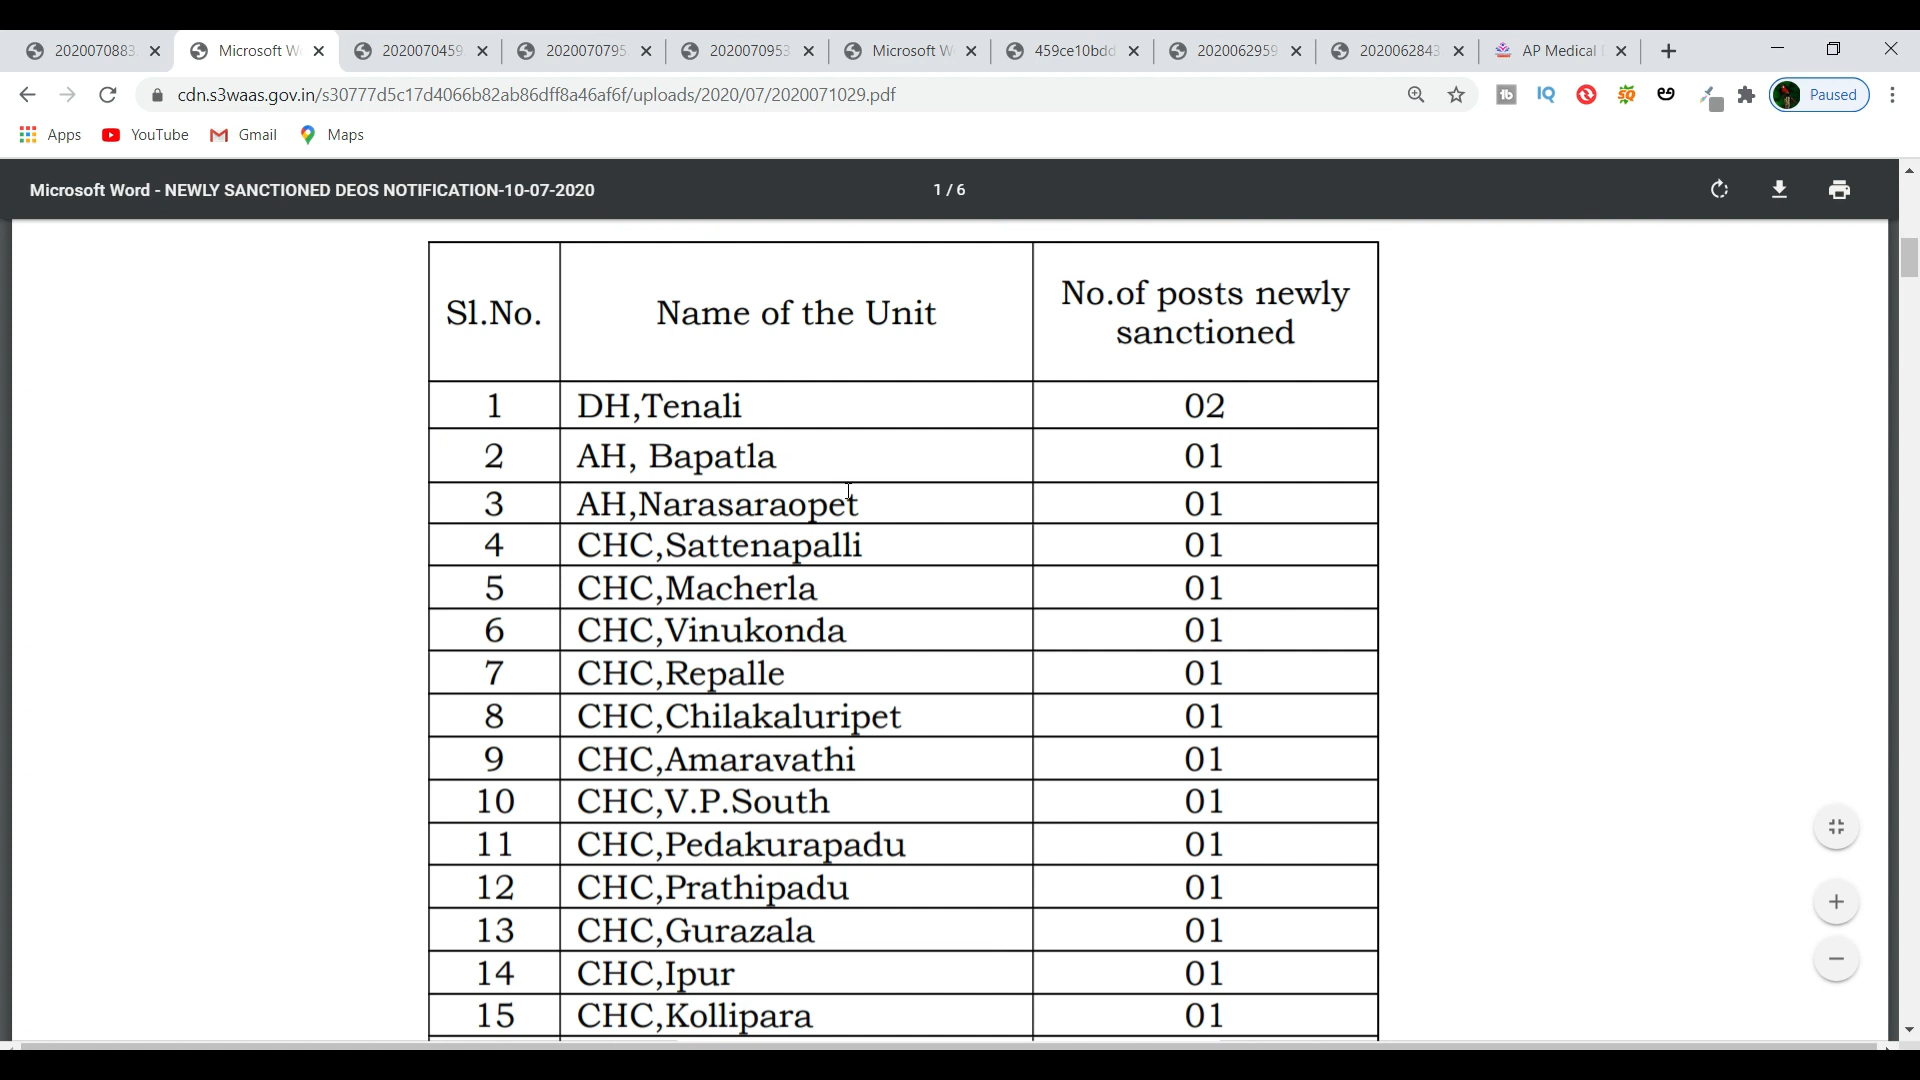 2020070883
Microsoft W
2020070459
2020070795
2020070953
Microsoft W
459ce10bdd
2020062959
2020062843
AP Medical
cdn.s3waas.gov.in/s30777d5c17d4066b82ab86dff8a46af6f/uploads/2020/07/2020071029.pdf
Paused
Apps YouTube Gmail Maps
Microsoft Word - NEWLY SANCTIONED DEOS NOTIFICATION-10-07-2020 1 / 6
Sl.No. Name of the Unit No.of posts newly sanctioned
1 DH,Tenali 02
2 AH, Bapatla 01
3 AH,Narasaraopet 01
4 CHC,Sattenapalli 01
5 CHC,Macherla 01
6 CHC,Vinukonda 01
7 CHC,Repalle 01
8 CHC,Chilakaluripet 01
9 CHC,Amaravathi 01
10 CHC,V.P.South 01
11 CHC,Pedakurapadu 01
12 CHC,Prathipadu 01
13 CHC,Gurazala 01
14 CHC,Ipur 01
15 CHC,Kollipara 01